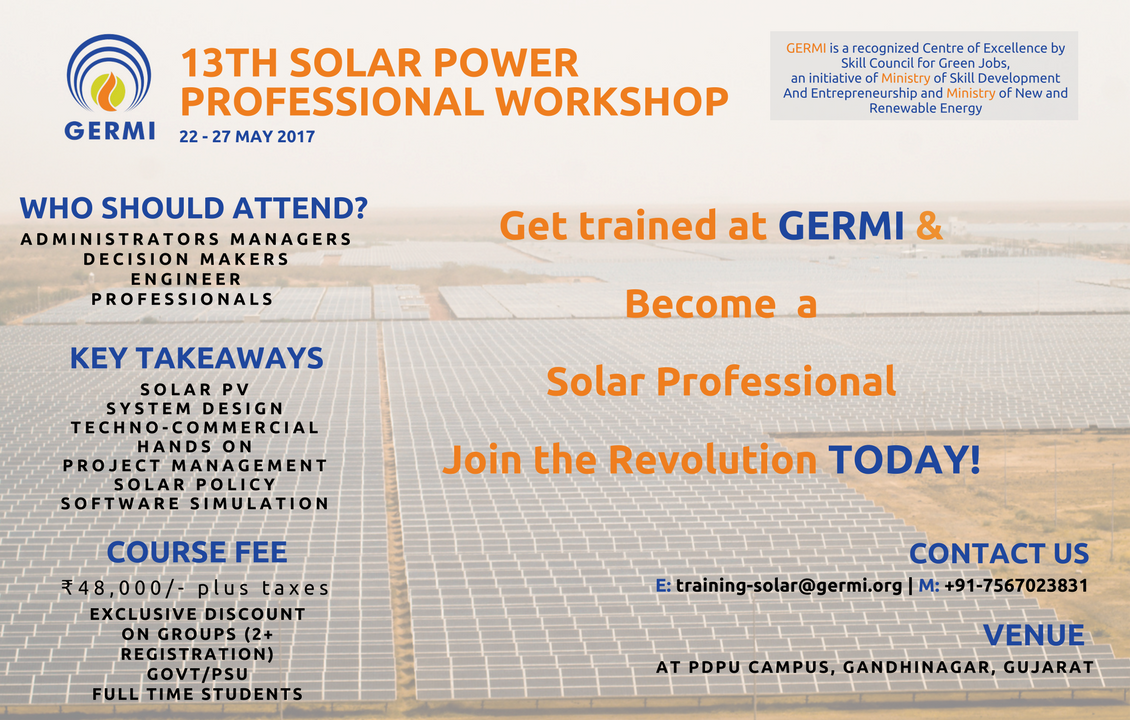 GERMI
13TH SOLAR POWER
PROFESSIONAL WORKSHOP
22 - 27 MAY 2017
GERMI is a recognized Centre of Excellence by
Skill Council for Green Jobs,
an initiative of Ministry of Skill Development
And Entrepreneurship and Ministry of New and
Renewable Energy
WHO SHOULD ATTEND?
ADMINISTRATORS MANAGERS
DECISION MAKERS
ENGINEER
PROFESSIONALS
KEY TAKEAWAYS
SOLAR PV
SYSTEM DESIGN
TECHNO-COMMERCIAL
HANDS ON
PROJECT MANAGEMENT
SOLAR POLICY
SOFTWARE SIMULATION
COURSE FEE
₹48,000/- plus taxes
EXCLUSIVE DISCOUNT
ON GROUPS (2+
REGISTRATION)
GOVT/PSU
FULL TIME STUDENTS
Get trained at GERMI &
Become a
Solar Professional
Join the Revolution TODAY!
CONTACT US
E: training-solar@germi.org | M: +91-7567023831
VENUE
AT PDPU CAMPUS, GANDHINAGAR, GUJARAT